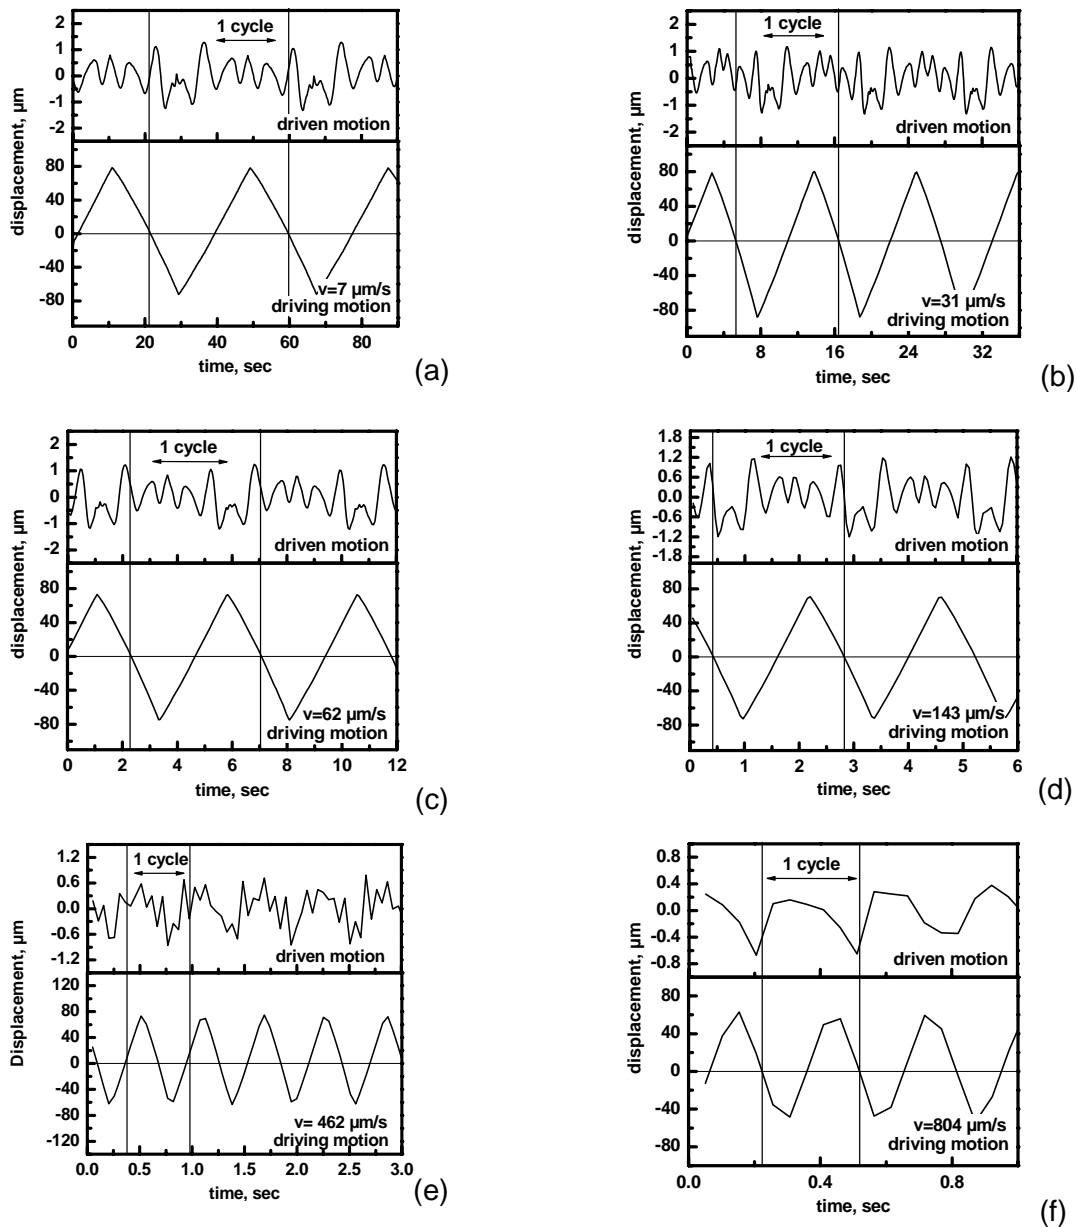 2
1
0
-1
-2
1 cycle
driven motion
displacement, µm
80
40
0
-40
-80
v=7 µm/s
driving motion
0 20 40 60 80
time, sec
(a)
2
1
0
-1
-2
1 cycle
driven motion
displacement, µm
80
40
0
-40
-80
v=31 µm/s
driving motion
0 8 16 24 32
time, sec
(b)
2
1
0
-1
-2
1 cycle
driven motion
displacement, µm
80
40
0
-40
-80
v=62 µm/s
driving motion
0 2 4 6 8 10 12
time, sec
(c)
1.8
1.2
0.6
0.0
-0.6
-1.2
-1.8
1 cycle
driven motion
displacement, µm
80
40
0
-40
-80
v=143 µm/s
driving motion
0 1 2 3 4 5 6
time, sec
(d)
1.2
0.6
0.0
-0.6
-1.2
1 cycle
driven motion
Displacement, µm
120
80
40
0
-40
-80
-120
v= 462 µm/s
driving motion
0.0 0.5 1.0 1.5 2.0 2.5 3.0
time, sec
(e)
0.8
0.4
0.0
-0.4
-0.8
1 cycle
driven motion
displacement, µm
80
40
0
-40
-80
v=804 µm/s
driving motion
0.0 0.4 0.8
time, sec
(f)